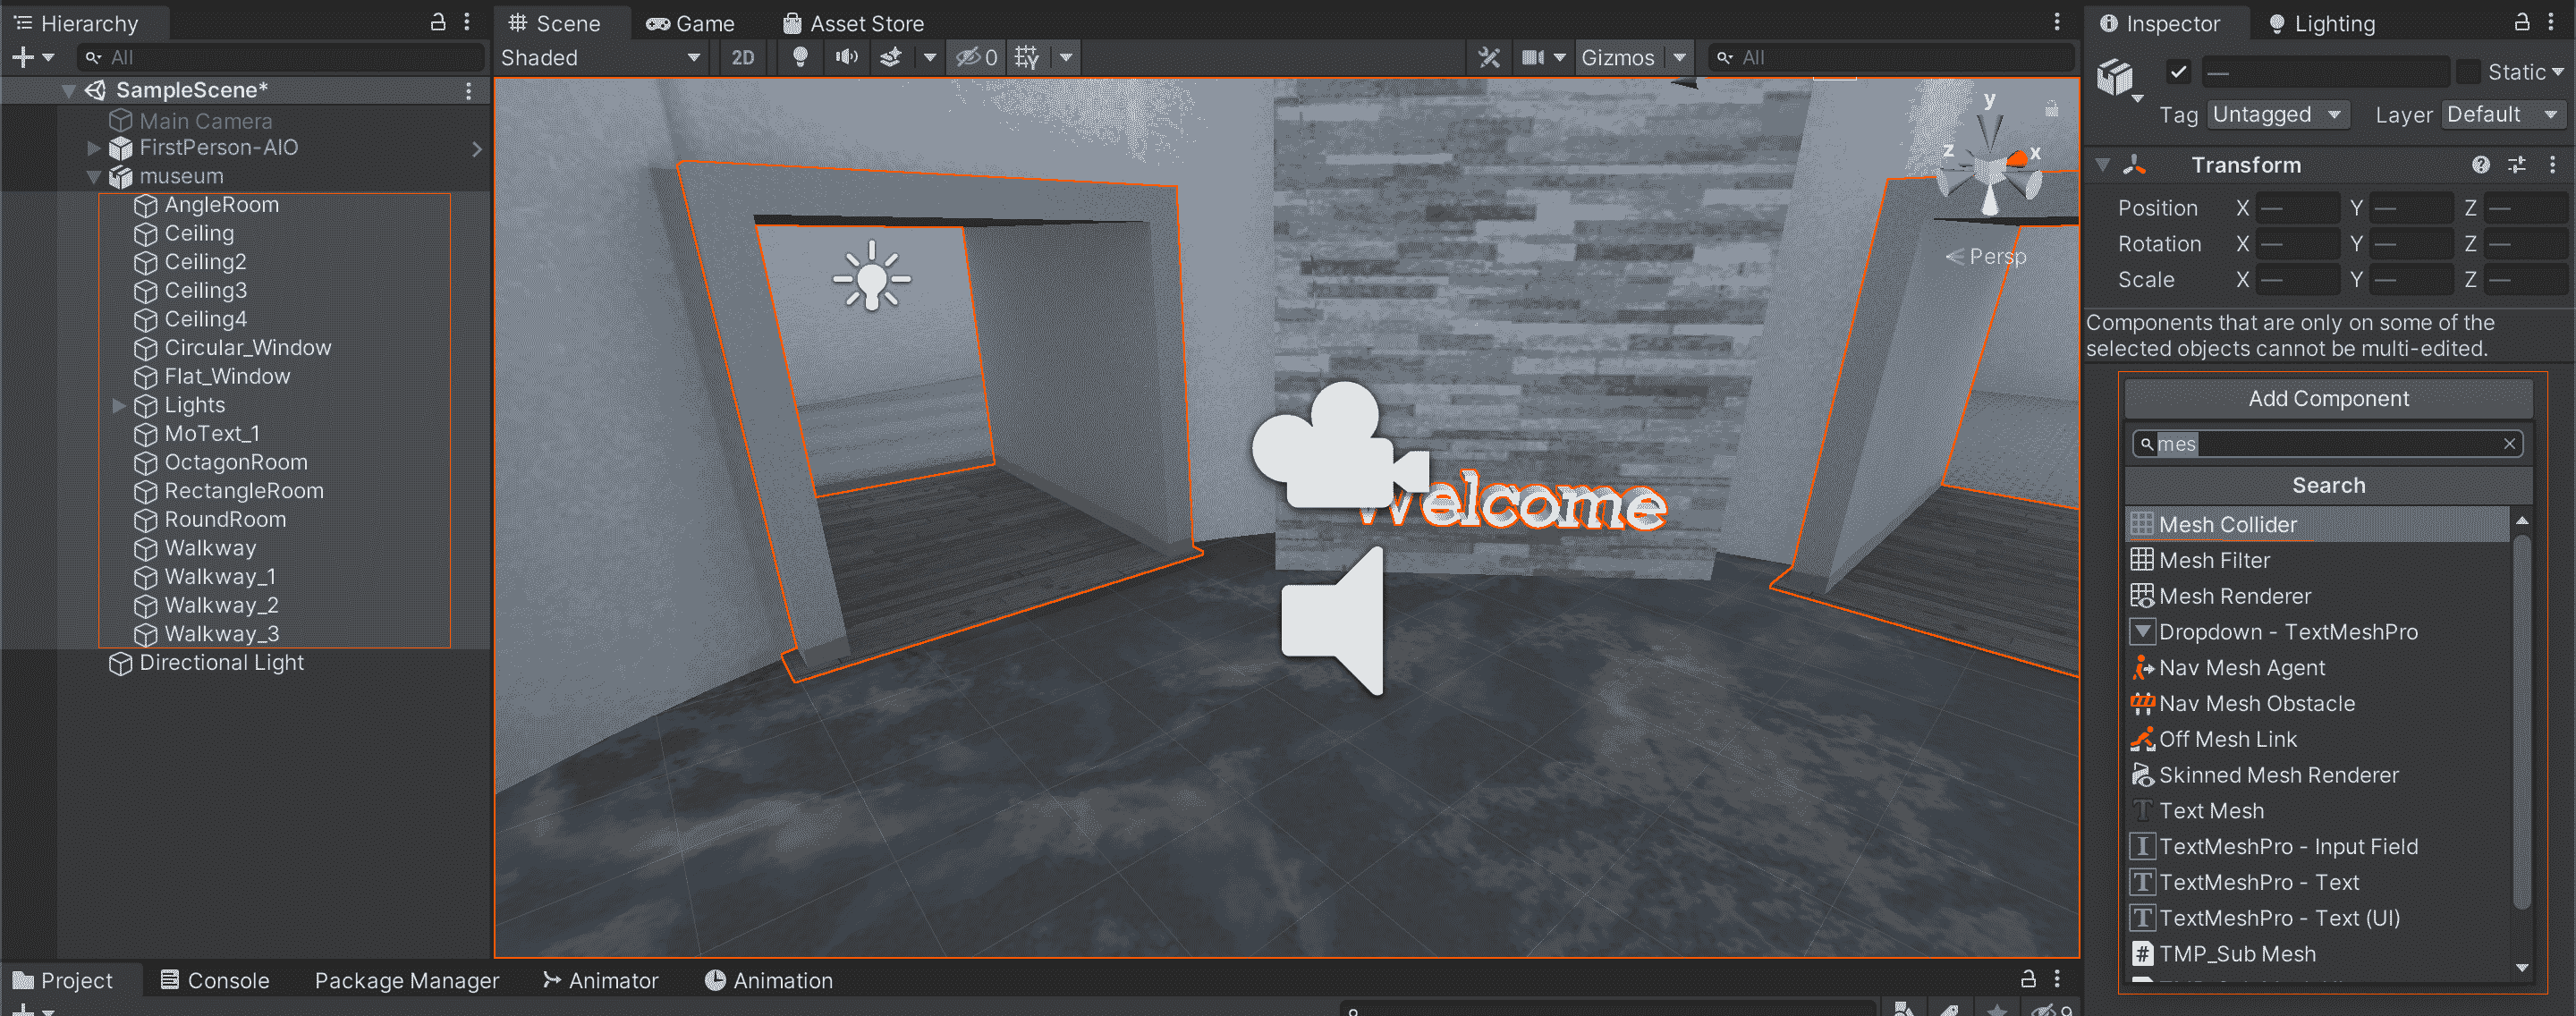 Hierarchy
All
SampleScene*
Main Camera
FirstPerson-AIO
museum
AngleRoom
Ceiling
Ceiling2
Ceiling3
Ceiling4
Circular_Window
Flat_Window
Lights
MoText_1
OctagonRoom
RectangleRoom
RoundRoom
Walkway
Walkway_1
Walkway_2
Walkway_3
Directional Light
Scene Game Asset Store
Shaded 2D 0 Gizmos All
y
z x
Persp
Welcome
Inspector Lighting
— Static
Tag Untagged Layer Default
Transform
Position X — Y — Z —
Rotation X — Y — Z —
Scale X — Y — Z —
Components that are only on some of the
selected objects cannot be multi-edited.
Add Component
mes
Search
Mesh Collider
Mesh Filter
Mesh Renderer
Dropdown - TextMeshPro
Nav Mesh Agent
Nav Mesh Obstacle
Off Mesh Link
Skinned Mesh Renderer
Text Mesh
TextMeshPro - Input Field
TextMeshPro - Text
TextMeshPro - Text (UI)
TMP_Sub Mesh
Project Console Package Manager Animator Animation
9